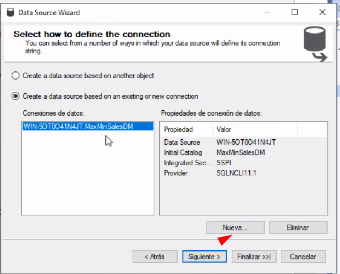 Data Source Wizard
Select how to define the connection
You can select from a number of ways in which your data source will define its connection
string.
Create a data source based on another object
Create a data source based on an existing or new connection
Conexiones de datos:
Propiedades de conexión de datos:
WIN-5OT0O41N4JT.MaxMinSalesDM
Propiedad Valor
Data Source WIN-5OT0O41N4JT
Initial Catalog MaxMinSalesDM
Integrated Sec... SSPI
Provider SQLNCLI11.1
Nueva...
Eliminar
< Atrás
Siguiente >
Finalizar >>|
Cancelar